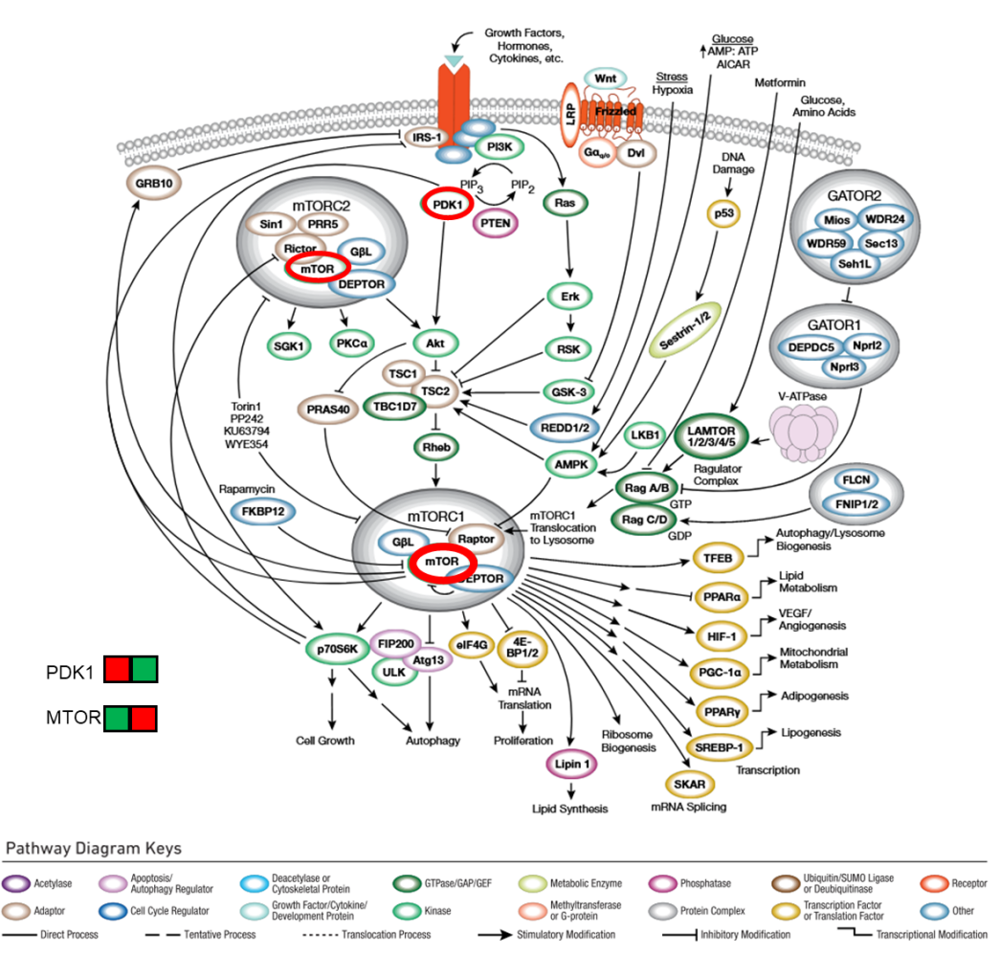 Growth Factors,
Hormones,
Cytokines, etc.
Glucose
AMP: ATP
AICAR
Stress
Hypoxia
Metformin
Glucose,
Amino Acids
Wnt
LRP
Frizzled
IRS-1
PI3K
Gαq/o
Dvl
GRB10
PIP3
PIP2
PDK1
PTEN
Ras
DNA
Damage
p53
GATOR2
Mios
WDR24
WDR59
Sec13
Seh1L
mTORC2
Sin1
PRR5
Rictor
GβL
mTOR
DEPTOR
Erk
Sestrin-1/2
GATOR1
DEPDC5
Nprl2
Nprl3
SGK1
PKCα
Akt
RSK
TSC1
TSC2
TBC1D7
GSK-3
PRAS40
V-ATPase
Torin1
PP242
KU63794
WYE354
REDD1/2
LKB1
LAMTOR
1/2/3/4/5
Rheb
AMPK
Ragulator
Complex
Rapamycin
FKBP12
Rag A/B
GTP
Rag C/D
GDP
FLCN
FNIP1/2
mTORC1
GβL
Raptor
mTOR
DEPTOR
mTORC1
Translocation
to Lysosome
TFEB
Autophagy/Lysosome
Biogenesis
PPARα
Lipid
Metabolism
HIF-1
VEGF/
Angiogenesis
PGC-1α
Mitochondrial
Metabolism
PPARγ
Adipogenesis
SREBP-1
Lipogenesis
Transcription
SKAR
mRNA Splicing
p70S6K
FIP200
Atg13
ULK
eIF4G
4E-
BP1/2
mRNA
Translation
Cell Growth
Autophagy
Proliferation
Ribosome
Biogenesis
Lipin 1
Lipid Synthesis
PDK1
MTOR
Pathway Diagram Keys
Acetylase
Apoptosis/
Autophagy Regulator
Deacetylase or
Cytoskeletal Protein
GTPase/GAP/GEF
Metabolic Enzyme
Phosphatase
Ubiquitin/SUMO Ligase
or Deubiquitinase
Receptor
Adaptor
Cell Cycle Regulator
Growth Factor/Cytokine/
Development Protein
Kinase
Methyltransferase
or G-protein
Protein Complex
Transcription Factor
or Translation Factor
Other
Direct Process
Tentative Process
Translocation Process
Stimulatory Modification
Inhibitory Modification
Transcriptional Modification